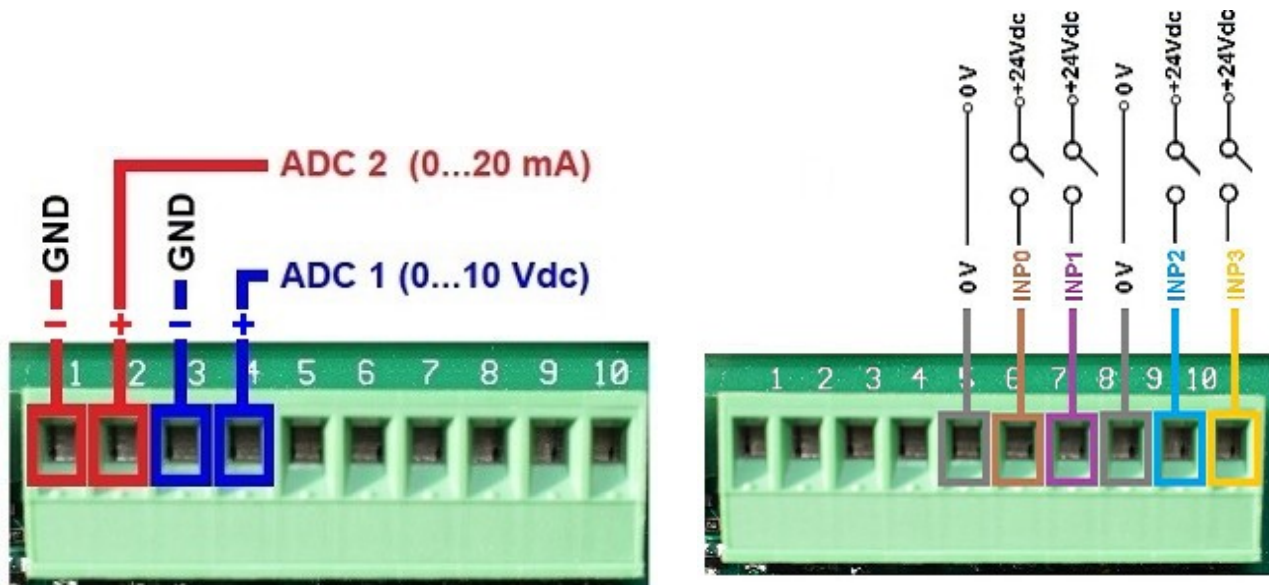 GND
GND
ADC 2 (0...20 mA)
ADC 1 (0...10 Vdc)
- + - +
1 2 3 4 5 6 7 8 9 10
0V +24Vdc +24Vdc 0V +24Vdc +24Vdc
0V INP0 INP1 0V INP2 INP3
1 2 3 4 5 6 7 8 9 10